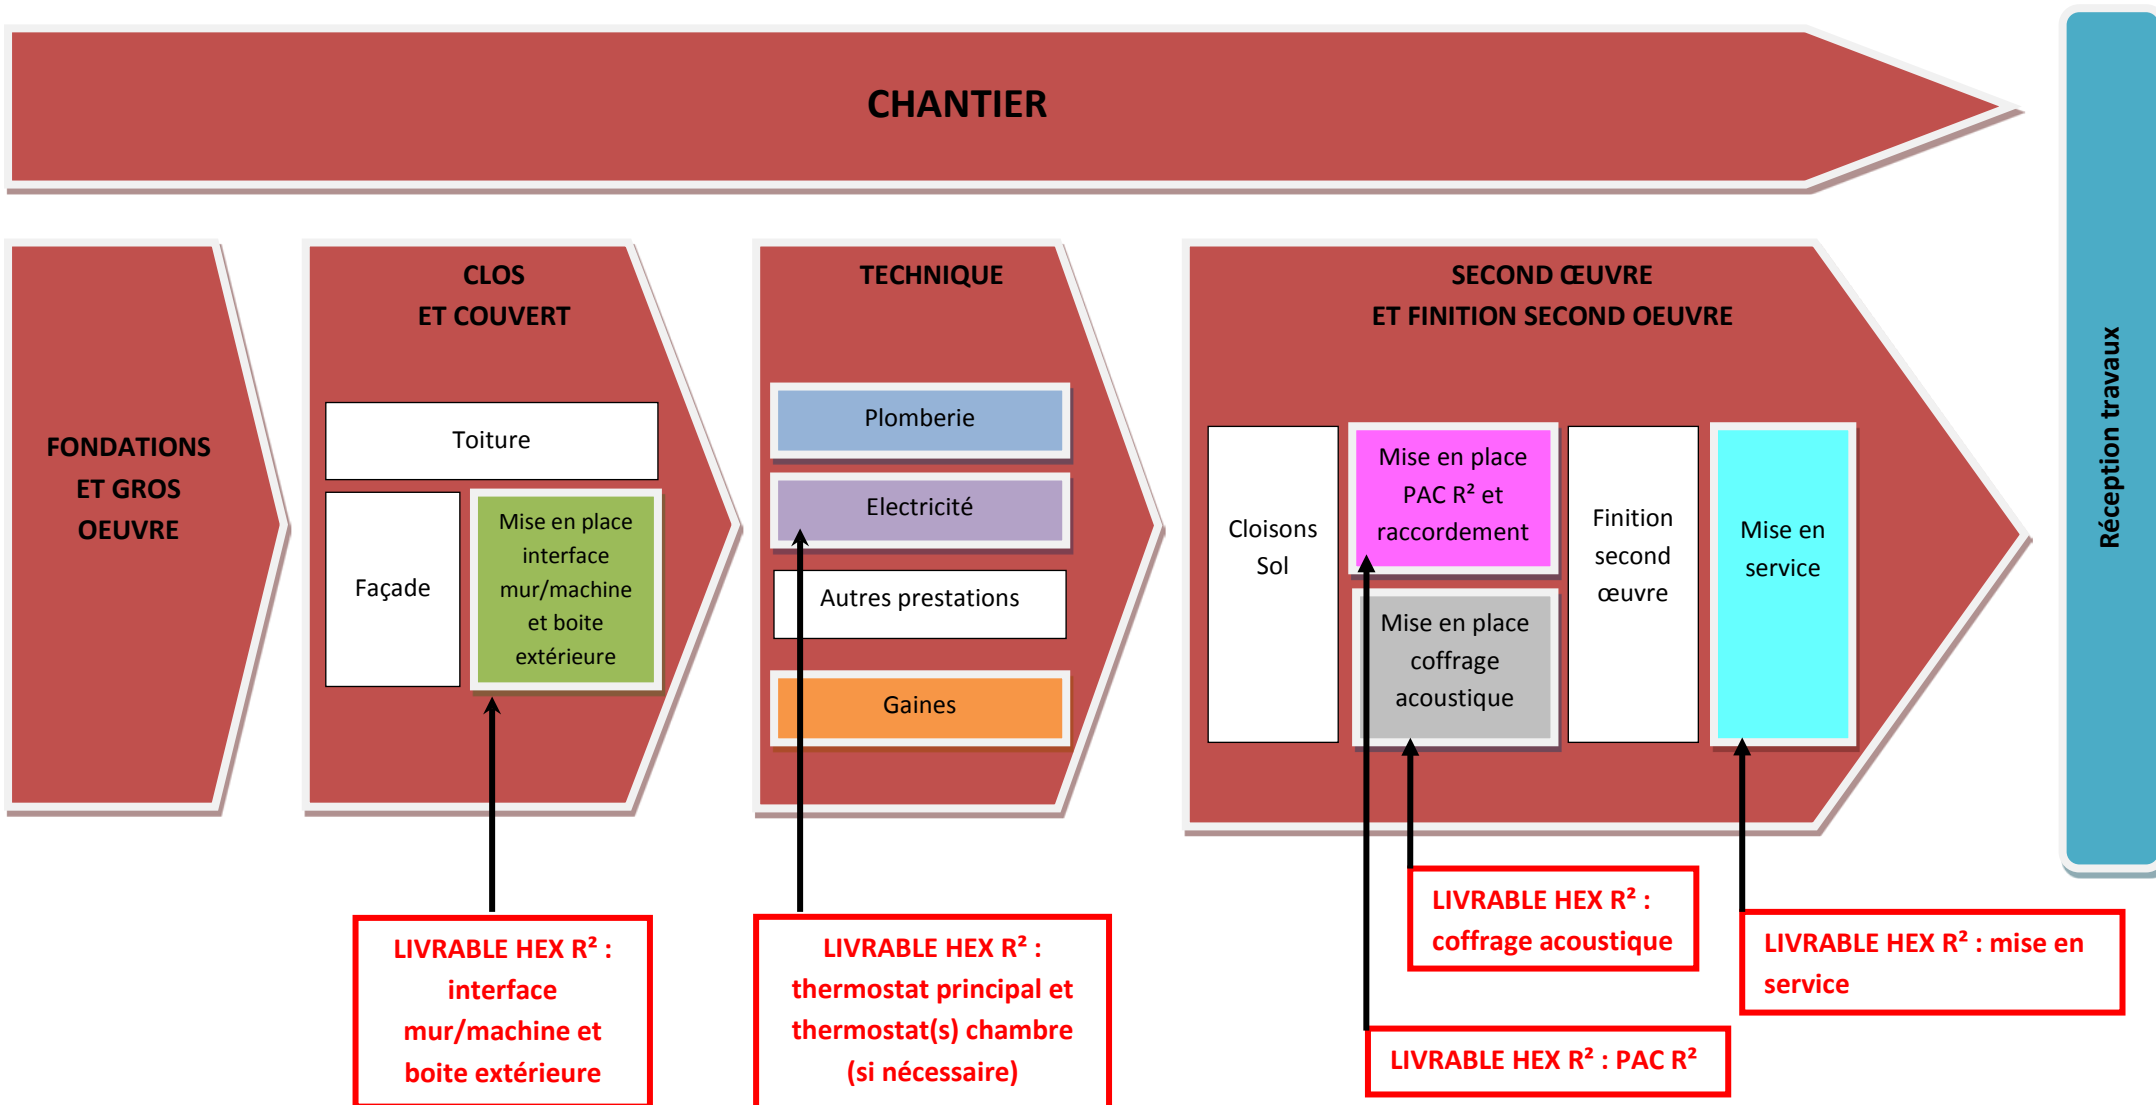 CHANTIER
Réception travaux
FONDATIONS
ET GROS
OEUVRE
CLOS
ET COUVERT
Toiture
Façade
Mise en place
interface
mur/machine
et boite
extérieure
TECHNIQUE
Plomberie
Electricité
Autres prestations
Gaines
SECOND ŒUVRE
ET FINITION SECOND OEUVRE
Cloisons
Sol
Mise en place
PAC R² et
raccordement
Mise en place
coffrage
acoustique
Finition
second
œuvre
Mise en
service
LIVRABLE HEX R² :
interface
mur/machine et
boite extérieure
LIVRABLE HEX R² :
thermostat principal et
thermostat(s) chambre
(si nécessaire)
LIVRABLE HEX R² :
coffrage acoustique
LIVRABLE HEX R² : PAC R²
LIVRABLE HEX R² : mise en
service